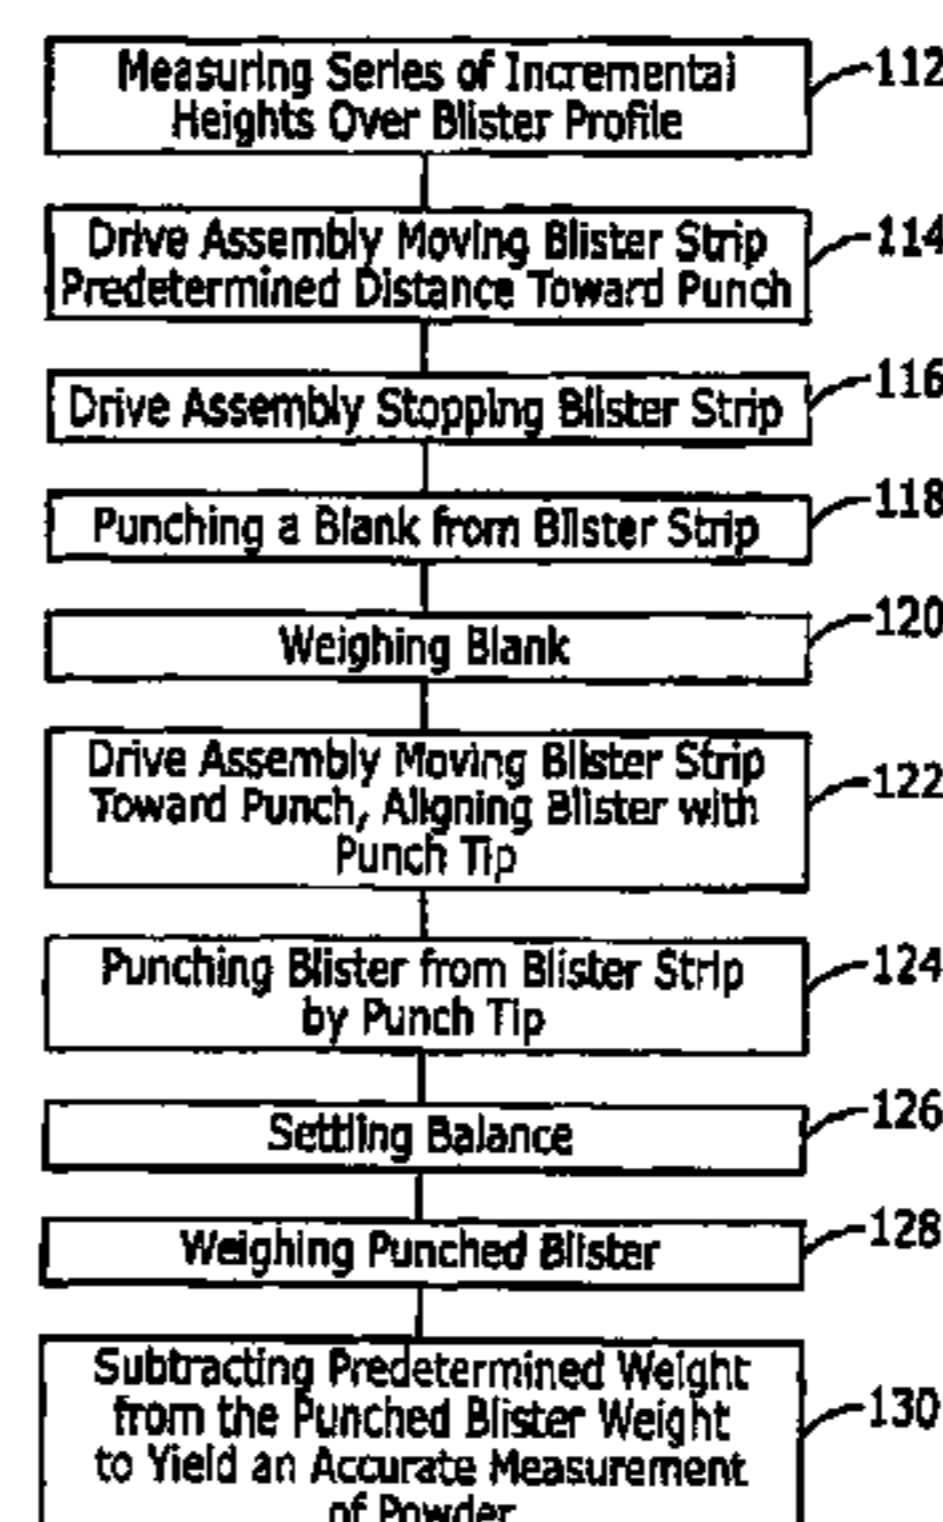 Measuring Series of Incremental
Heights Over Blister Profile
112
Drive Assembly Moving Blister Strip
Predetermined Distance Toward Punch
114
Drive Assembly Stopping Blister Strip
116
Punching a Blank from Blister Strip
118
Weighing Blank
120
Drive Assembly Moving Blister Strip
Toward Punch, Aligning Blister with
Punch Tip
122
Punching Blister from Blister Strip
by Punch Tip
124
Settling Balance
126
Weighing Punched Blister
128
Subtracting Predetermined Weight
from the Punched Blister Weight
to Yield an Accurate Measurement
of Powder
130